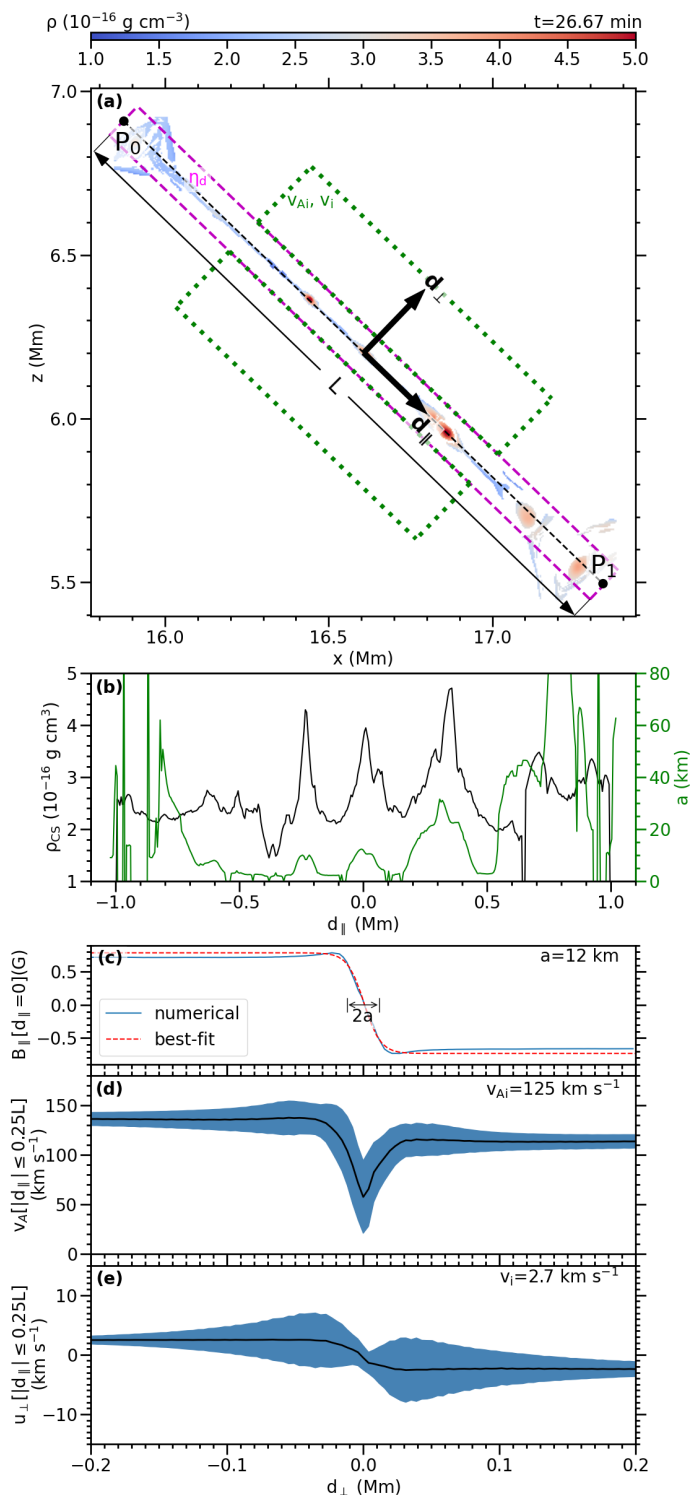 ρ (10⁻¹⁶ g cm⁻³) t=26.67 min
1.0 1.5 2.0 2.5 3.0 3.5 4.0 4.5 5.0
(a)
P₀
η_d
v_Ai, v_i
d_⊥
L
d_∥
P₁
7.0
6.5
6.0
5.5
z (Mm)
16.0 16.5 17.0
x (Mm)
(b)
5
4
3
2
1
ρ_CS (10⁻¹⁶ g cm³)
80
60
40
20
0
a (km)
−1.0 −0.5 0.0 0.5 1.0
d_∥ (Mm)
(c)
a=12 km
0.5
0.0
−0.5
B_∥[d_∥=0](G)
numerical
best-fit
2a
(d)
v_Ai=125 km s⁻¹
150
100
50
0
v_A[|d_∥| ≤ 0.25L]
(km s⁻¹)
(e)
v_i=2.7 km s⁻¹
10
0
−10
u_⊥[|d_∥| ≤ 0.25L]
(km s⁻¹)
−0.2 −0.1 0.0 0.1 0.2
d_⊥ (Mm)